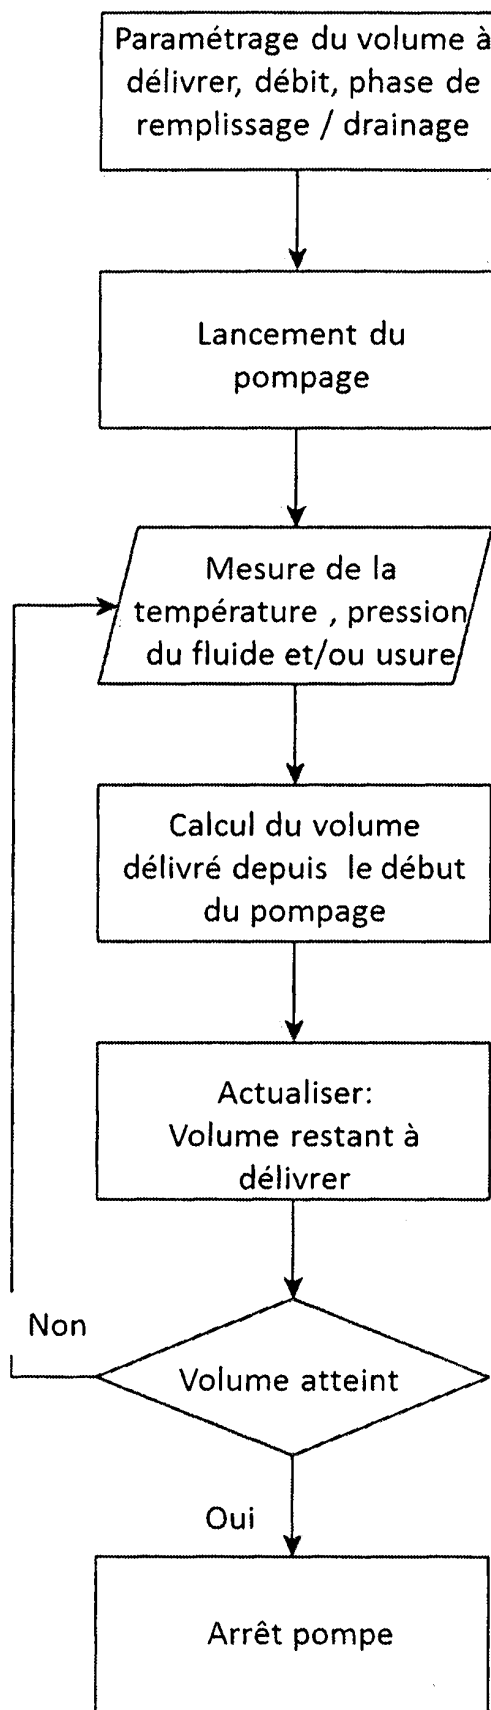 Paramétrage du volume à
délivrer, débit, phase de
remplissage / drainage
Lancement du
pompage
Mesure de la
température , pression
du fluide et/ou usure
Calcul du volume
délivré depuis le début
du pompage
Actualiser:
Volume restant à
délivrer
Non
Volume atteint
Oui
Arrêt pompe